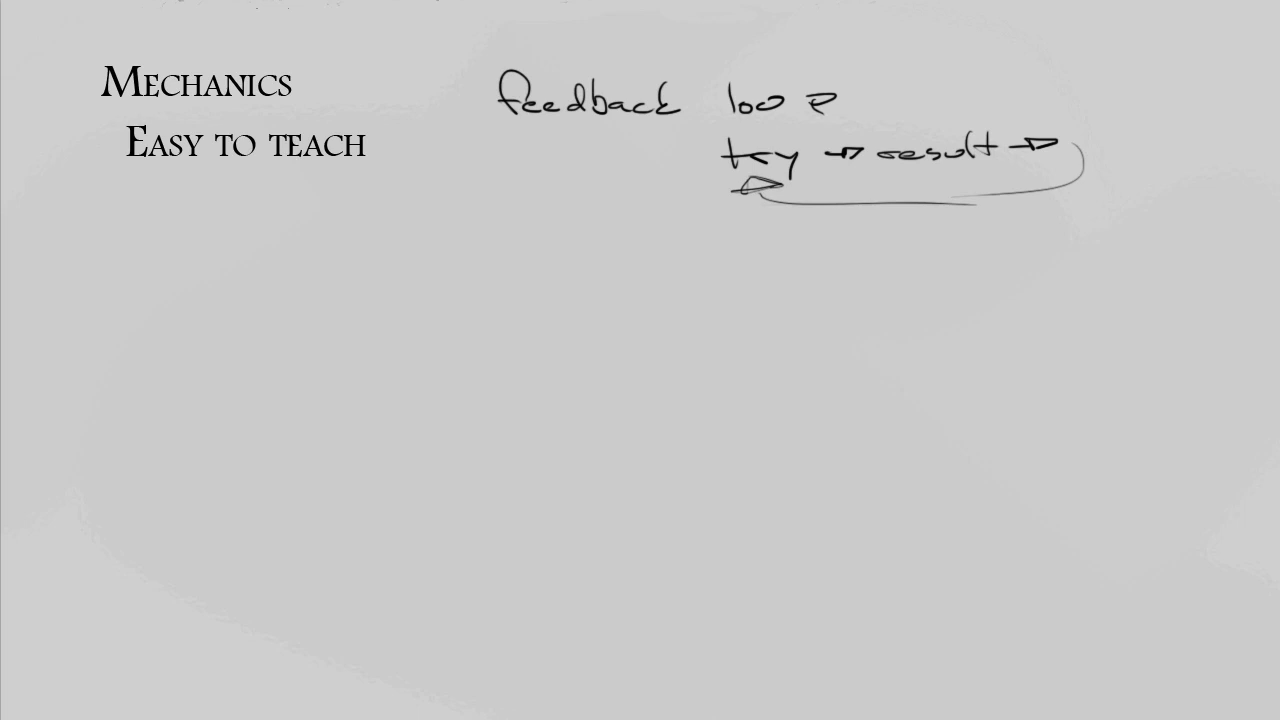 Mechanics
Easy to teach
feedback loop
try → result →